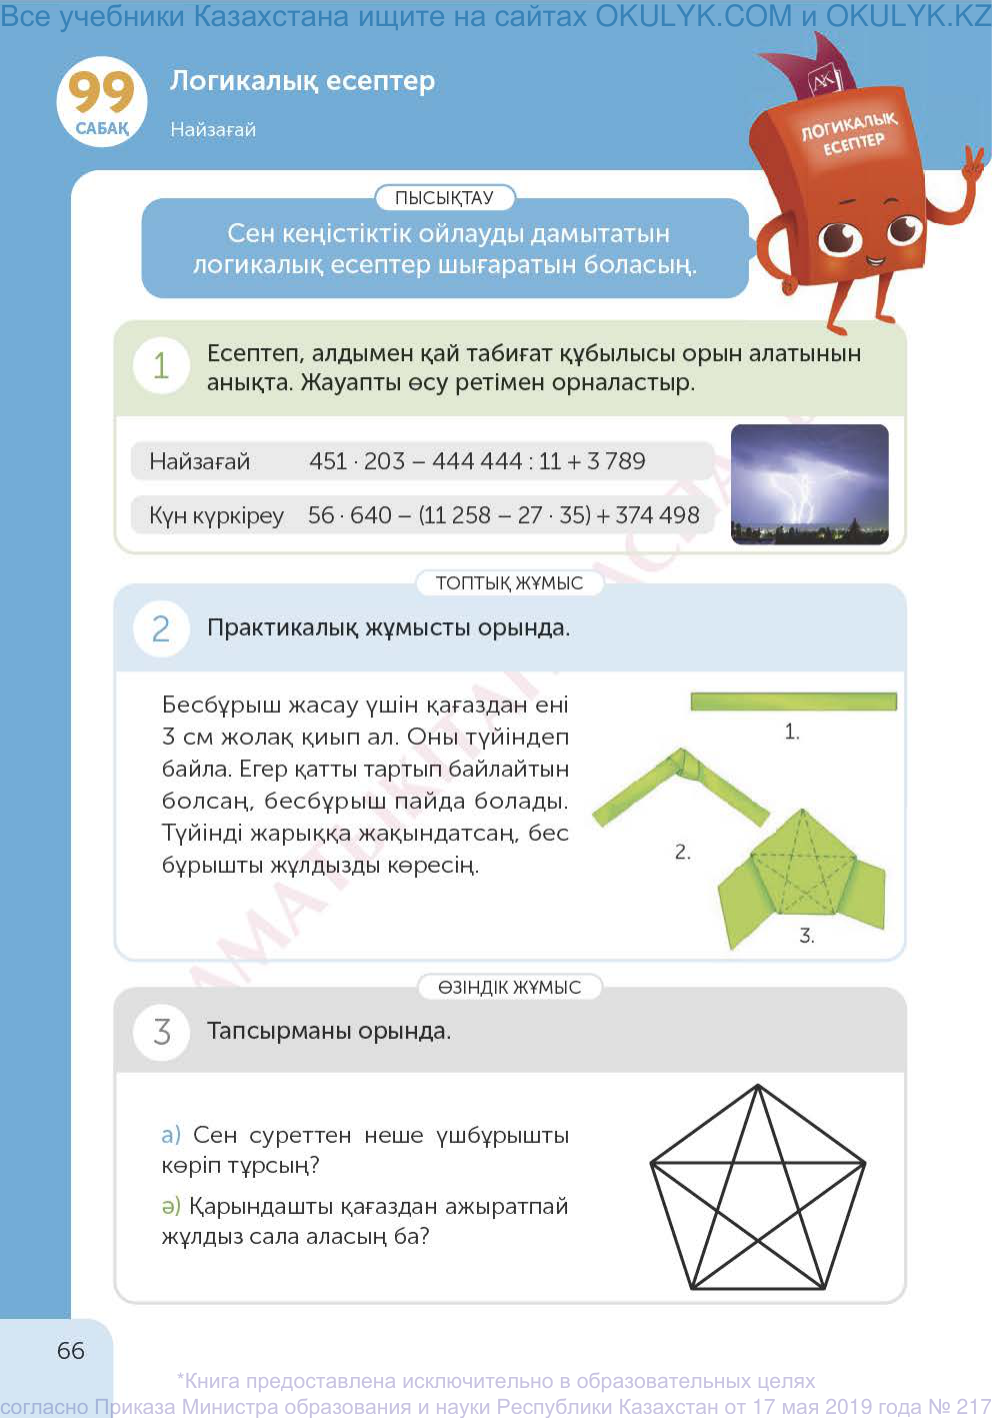 Все учебники Казахстана ищите на сайтах OKULYK.COM и OKULYK.KZ
99
САБАҚ
Логикалық есептер
Найзағай
ЛОГИКАЛЫҚ
ЕСЕПТЕР
ПЫСЫҚТАУ
Сен кеңістіктік ойлауды дамытатын
логикалық есептер шығаратын боласың.
1
Есептеп, алдымен қай табиғат құбылысы орын алатынын
анықта. Жауапты өсу ретімен орналастыр.
Найзағай 451 · 203 – 444 444 : 11 + 3 789
Күн күркіреу 56 · 640 – (11 258 – 27 · 35) + 374 498
ТОПТЫҚ ЖҰМЫС
2
Практикалық жұмысты орында.
Бесбұрыш жасау үшін қағаздан ені
3 см жолақ қиып ал. Оны түйіндеп
байла. Егер қатты тартып байлайтын
болсаң, бесбұрыш пайда болады.
Түйінді жарыққа жақындатсаң, бес
бұрышты жұлдызды көресің.
1.
2.
3.
ӨЗІНДІК ЖҰМЫС
3
Тапсырманы орында.
а) Сен суреттен неше үшбұрышты
көріп тұрсың?
ә) Қарындашты қағаздан ажыратпай
жұлдыз сала аласың ба?
66
*Книга предоставлена исключительно в образовательных целях
согласно Приказа Министра образования и науки Республики Казахстан от 17 мая 2019 года № 217